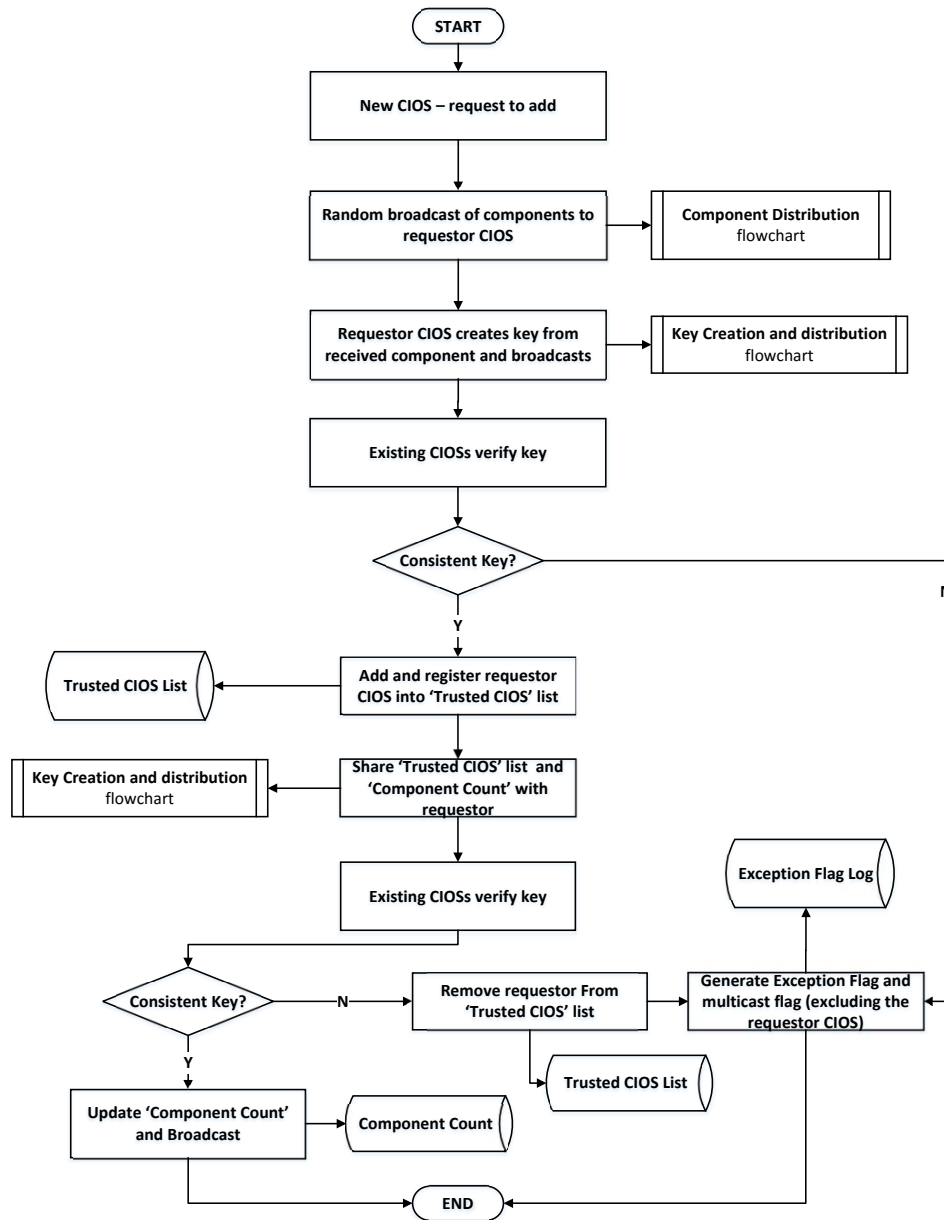 START
New CIOS – request to add
Random broadcast of components to
requestor CIOS
Component Distribution
flowchart
Requestor CIOS creates key from
received component and broadcasts
Key Creation and distribution
flowchart
Existing CIOSs verify key
Consistent Key?
Y
Trusted CIOS List
Add and register requestor
CIOS into ‘Trusted CIOS’ list
Key Creation and distribution
flowchart
Share ‘Trusted CIOS’ list and
‘Component Count’ with
requestor
Existing CIOSs verify key
Exception Flag Log
Consistent Key?
N
Remove requestor From
‘Trusted CIOS’ list
Generate Exception Flag and
multicast flag (excluding the
requestor CIOS)
Y
Trusted CIOS List
Update ‘Component Count’
and Broadcast
Component Count
END